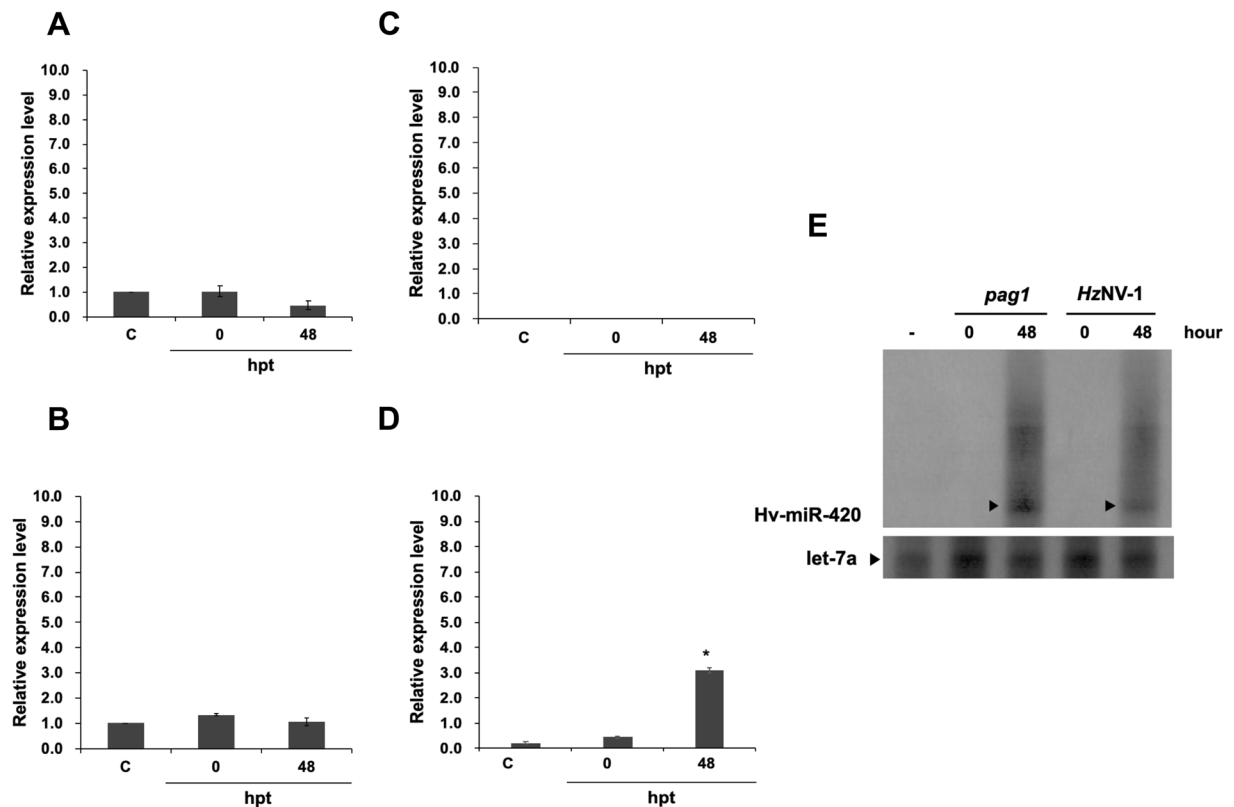 A
Relative expression level
10.0
9.0
8.0
7.0
6.0
5.0
4.0
3.0
2.0
1.0
0.0
C 0 48
hpt
C
Relative expression level
10.0
9.0
8.0
7.0
6.0
5.0
4.0
3.0
2.0
1.0
0.0
C 0 48
hpt
B
Relative expression level
10.0
9.0
8.0
7.0
6.0
5.0
4.0
3.0
2.0
1.0
0.0
C 0 48
hpt
D
Relative expression level
10.0
9.0
8.0
7.0
6.0
5.0
4.0
3.0
2.0
1.0
0.0
*
C 0 48
hpt
E
pag1 HzNV-1
- 0 48 0 48 hour
Hv-miR-420
let-7a